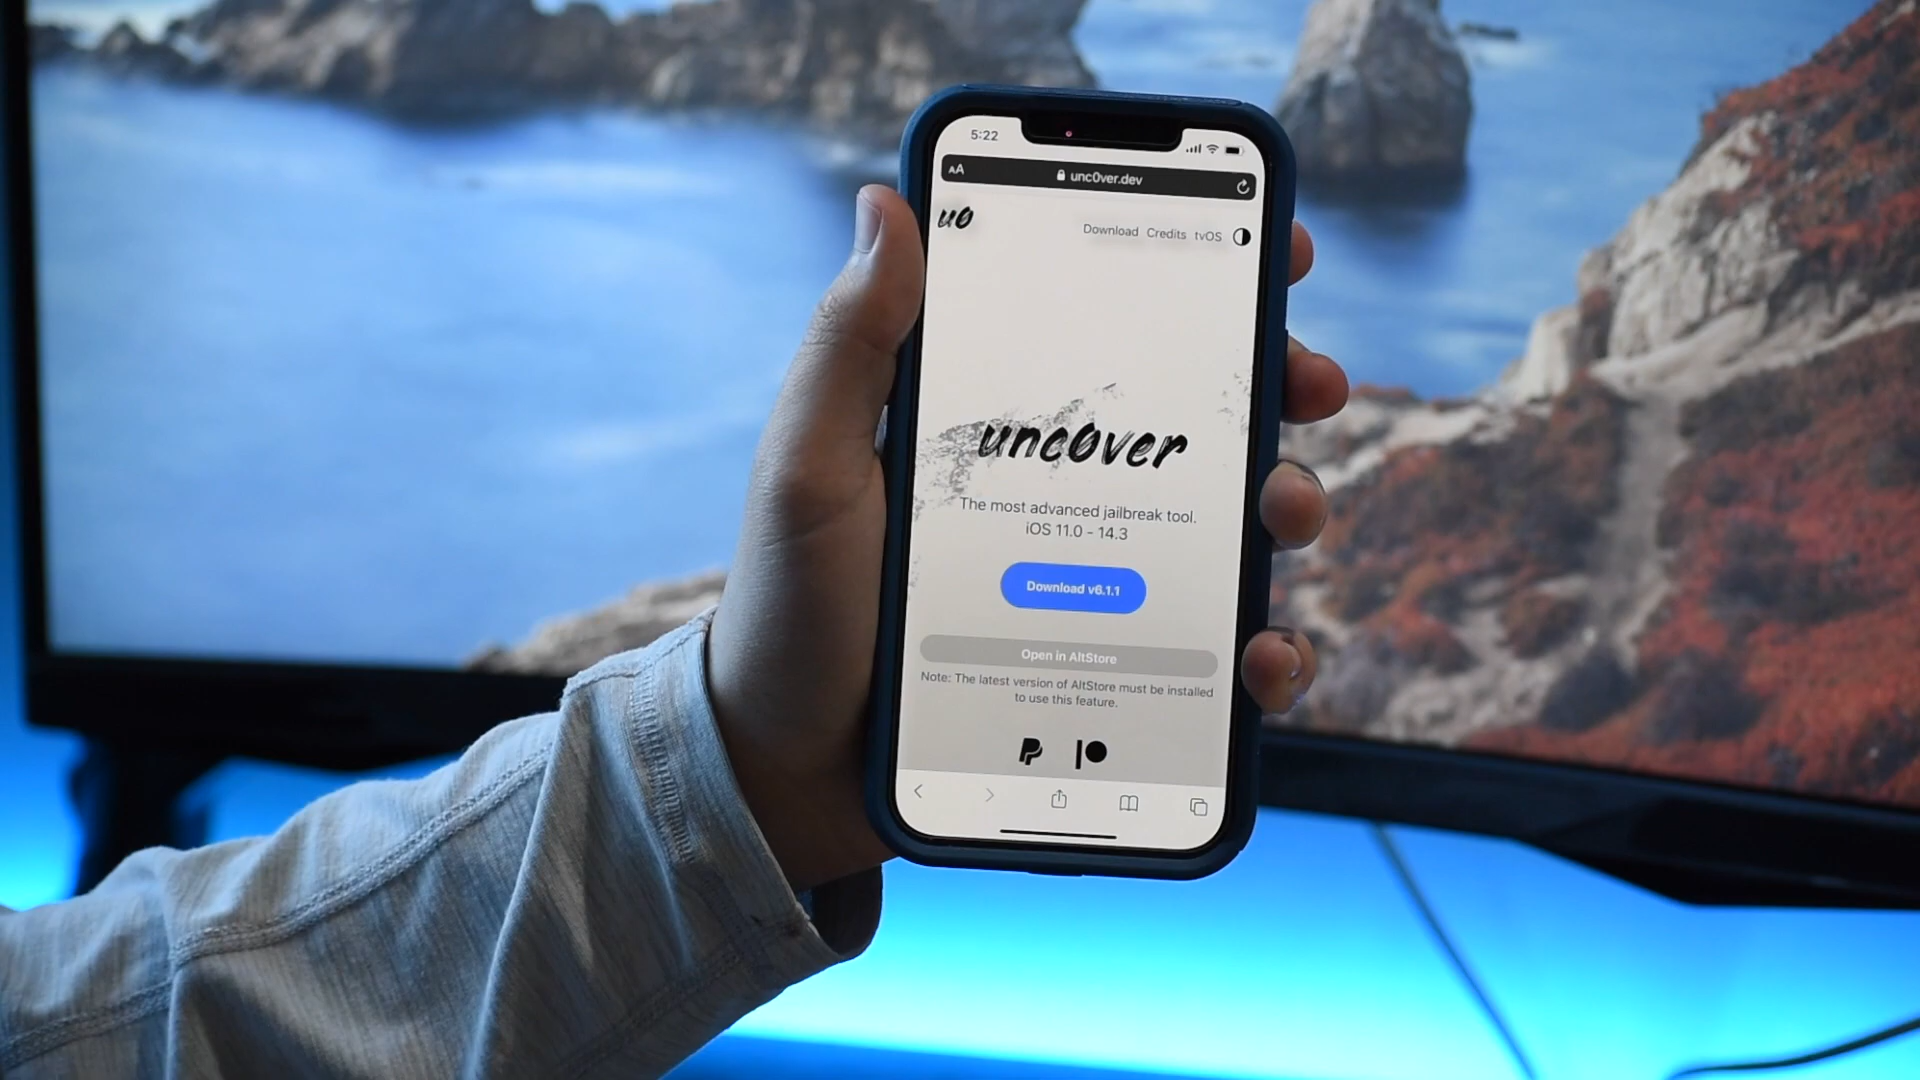 5:22
AA unc0ver.dev
u0
Download Credits tvOS
unc0ver
The most advanced jailbreak tool.
iOS 11.0 - 14.3
Download v6.1.1
Open in AltStore
Note: The latest version of AltStore must be installed
to use this feature.